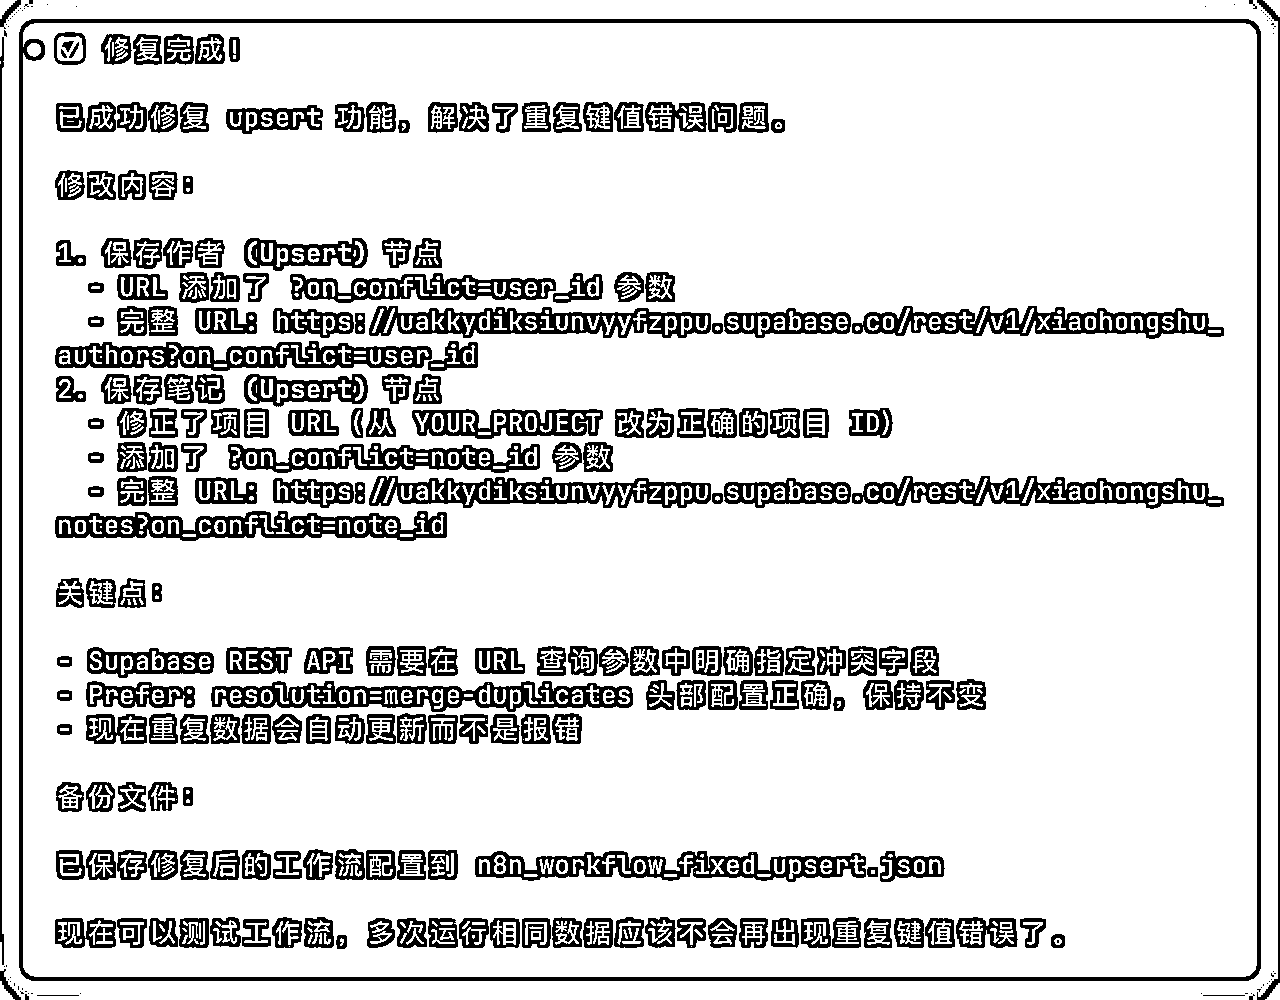 ✅ 修复完成!
已成功修复 upsert 功能，解决了重复键值错误问题。
修改内容:
1. 保存作者 (Upsert) 节点
- URL 添加了 ?on_conflict=user_id 参数
- 完整 URL: https://uakkydiksiunvyyfzppu.supabase.co/rest/v1/xiaohongshu_
authors?on_conflict=user_id
2. 保存笔记 (Upsert) 节点
- 修正了项目 URL（从 YOUR_PROJECT 改为正确的项目 ID）
- 添加了 ?on_conflict=note_id 参数
- 完整 URL: https://uakkydiksiunvyyfzppu.supabase.co/rest/v1/xiaohongshu_
notes?on_conflict=note_id
关键点:
- Supabase REST API 需要在 URL 查询参数中明确指定冲突字段
- Prefer: resolution=merge-duplicates 头部配置正确，保持不变
- 现在重复数据会自动更新而不是报错
备份文件:
已保存修复后的工作流配置到 n8n_workflow_fixed_upsert.json
现在可以测试工作流，多次运行相同数据应该不会再出现重复键值错误了。